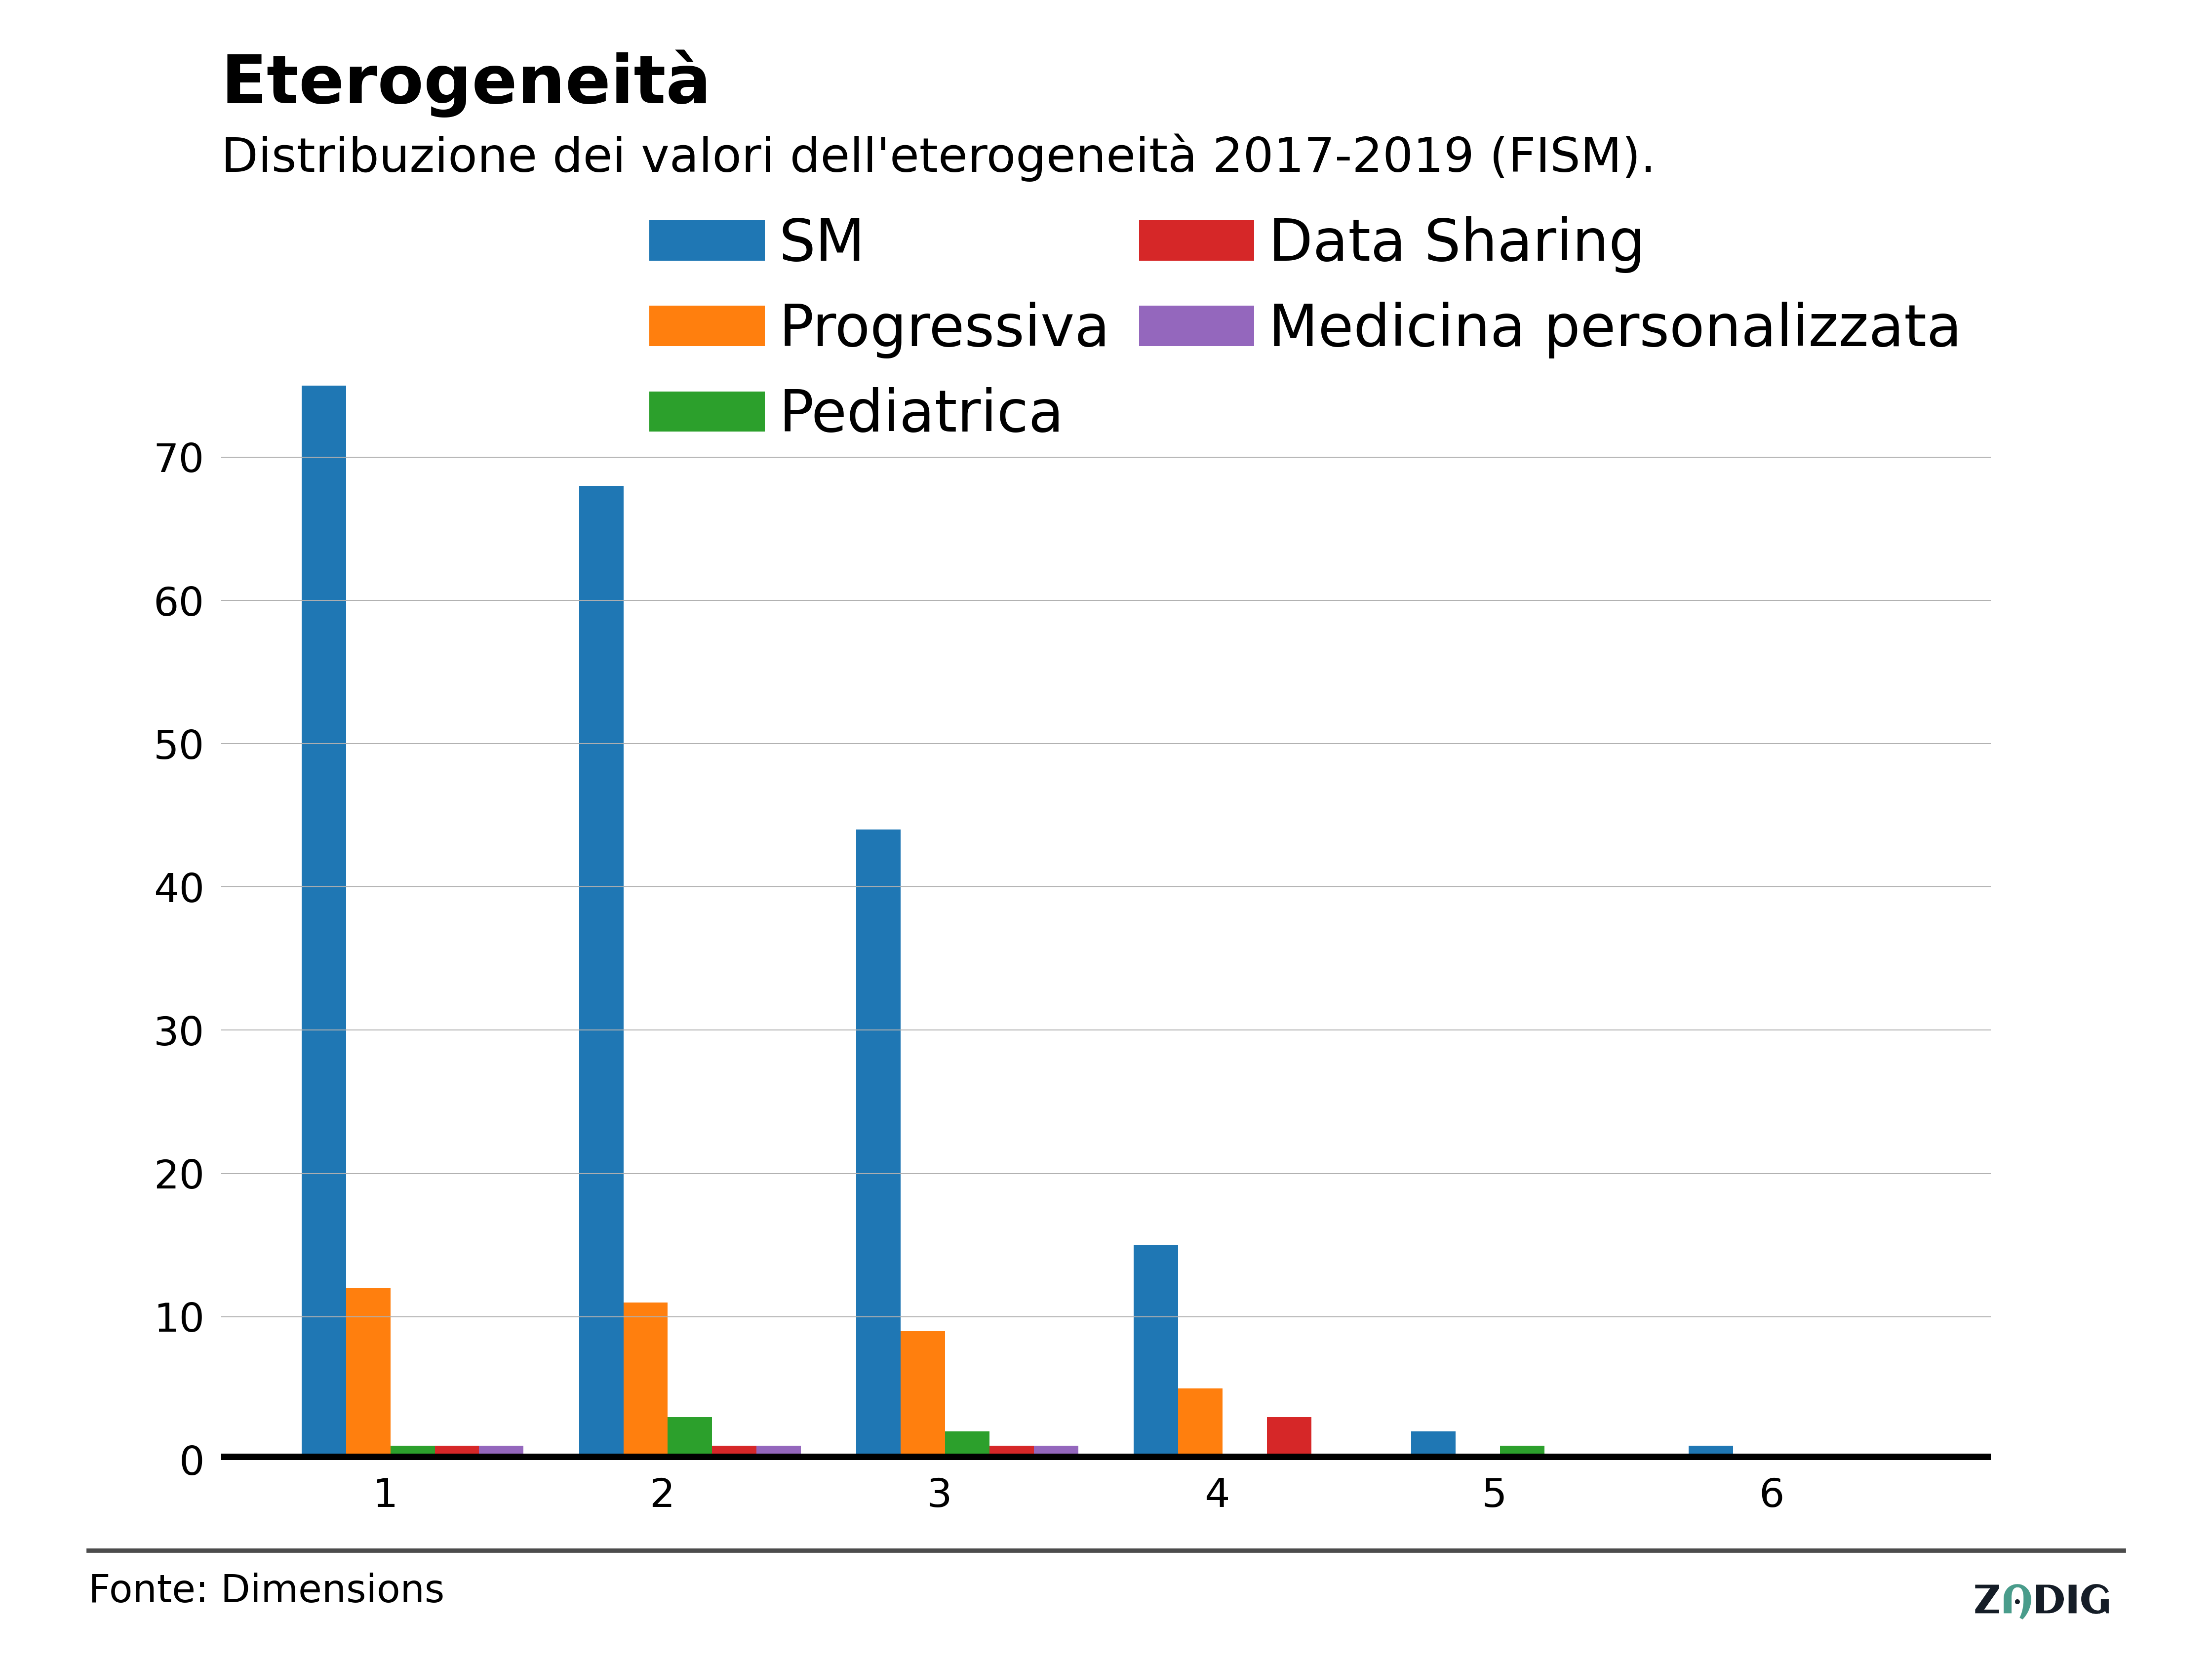 Eterogeneità
Distribuzione dei valori dell'eterogeneità 2017-2019 (FISM).
SM
Progressiva
Pediatrica
Data Sharing
Medicina personalizzata
70
60
50
40
30
20
10
0
1 2 3 4 5 6
Fonte: Dimensions
ZADIG